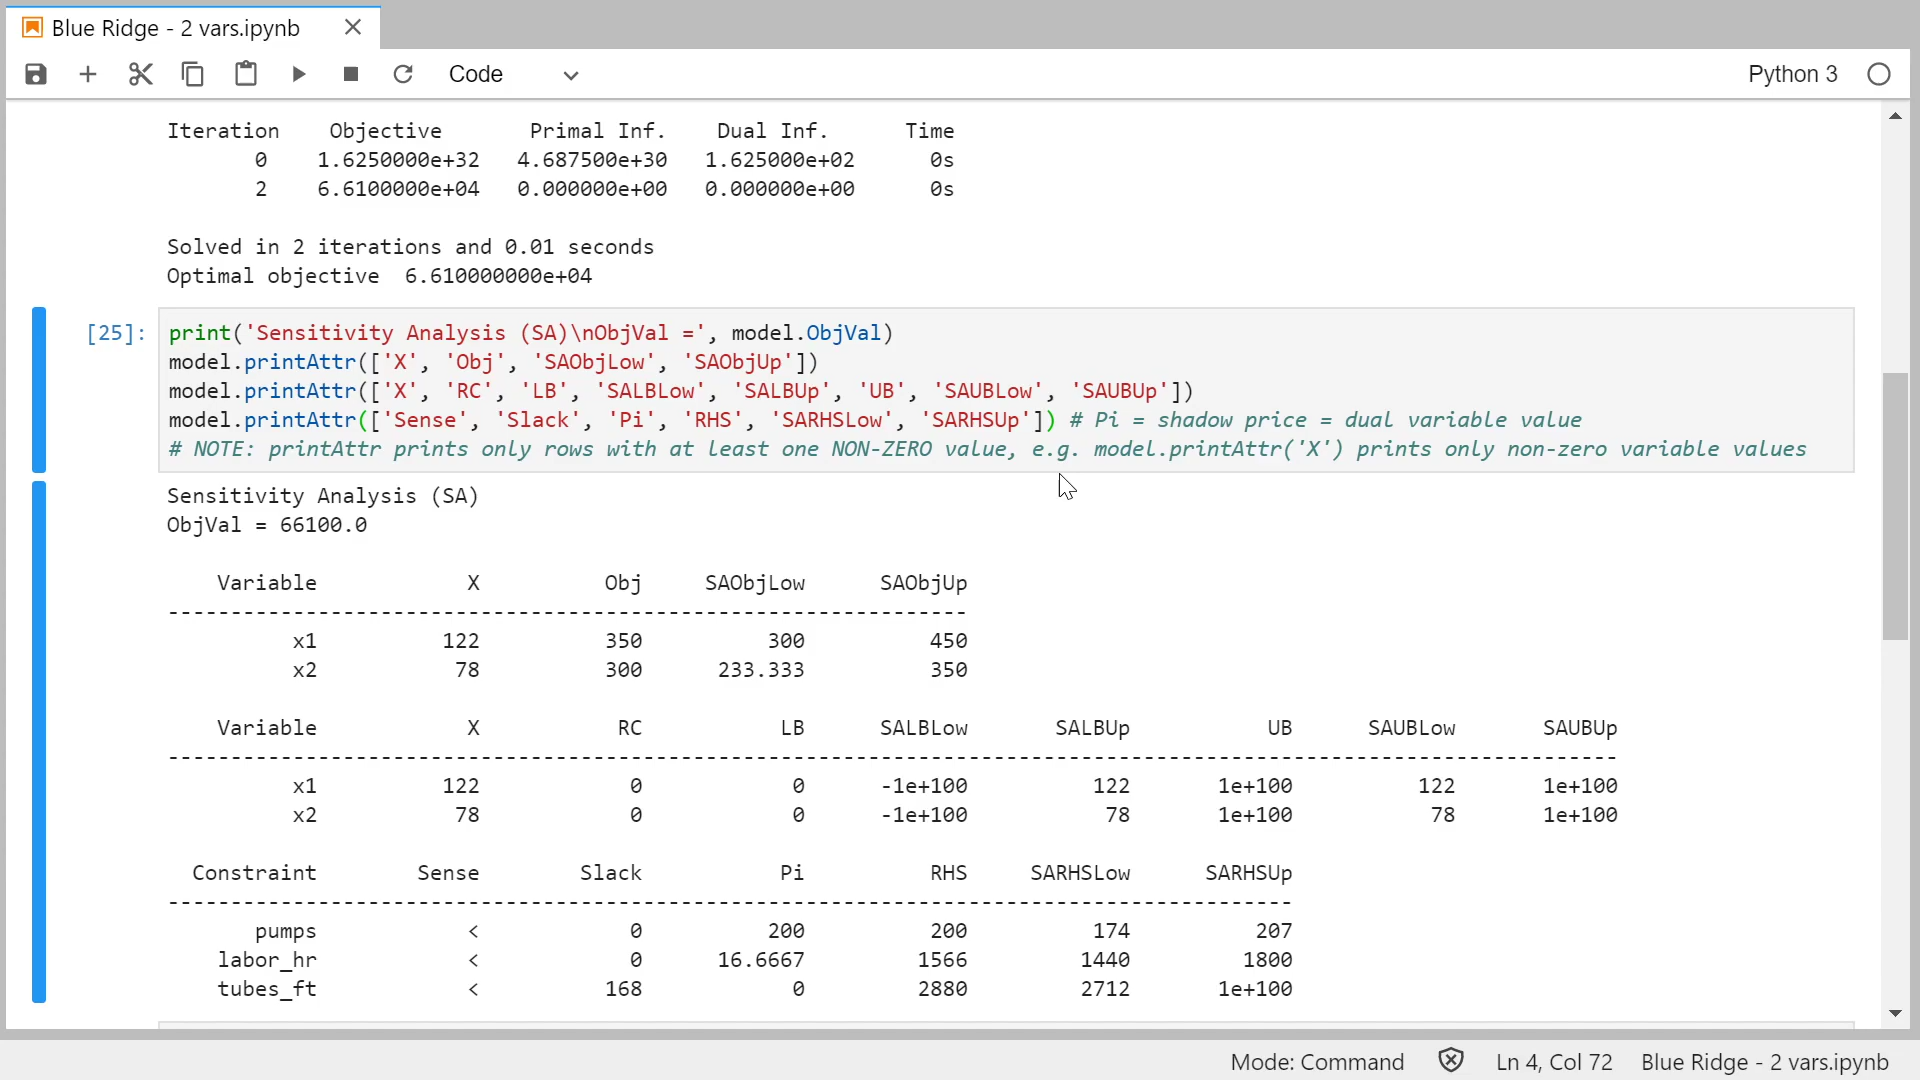 Blue Ridge - 2 vars.ipynb
Code
Python 3
Iteration    Objective       Primal Inf.    Dual Inf.      Time
0    1.6250000e+32   4.687500e+30   1.625000e+02      0s
2    6.6100000e+04   0.000000e+00   0.000000e+00      0s
Solved in 2 iterations and 0.01 seconds
Optimal objective  6.610000000e+04
[25]:
print('Sensitivity Analysis (SA)\nObjVal =', model.ObjVal)
model.printAttr(['X', 'Obj', 'SAObjLow', 'SAObjUp'])
model.printAttr(['X', 'RC', 'LB', 'SALBLow', 'SALBUp', 'UB', 'SAUBLow', 'SAUBUp'])
model.printAttr(['Sense', 'Slack', 'Pi', 'RHS', 'SARHSLow', 'SARHSUp']) # Pi = shadow price = dual variable value
# NOTE: printAttr prints only rows with at least one NON-ZERO value, e.g. model.printAttr('X') prints only non-zero variable values
Sensitivity Analysis (SA)
ObjVal = 66100.0
Variable            X          Obj     SAObjLow      SAObjUp
----------------------------------------------------------------
x1          122          350          300          450
x2           78          300      233.333          350
Variable            X           RC           LB      SALBLow       SALBUp           UB      SAUBLow       SAUBUp
--------------------------------------------------------------------------------------------------------------------
x1          122            0            0      -1e+100          122       1e+100          122       1e+100
x2           78            0            0      -1e+100           78       1e+100           78       1e+100
Constraint        Sense        Slack           Pi          RHS     SARHSLow      SARHSUp
------------------------------------------------------------------------------------------
pumps            <            0          200          200          174          207
labor_hr            <            0      16.6667         1566         1440         1800
tubes_ft            <          168            0         2880         2712       1e+100
Mode: Command
Ln 4, Col 72
Blue Ridge - 2 vars.ipynb